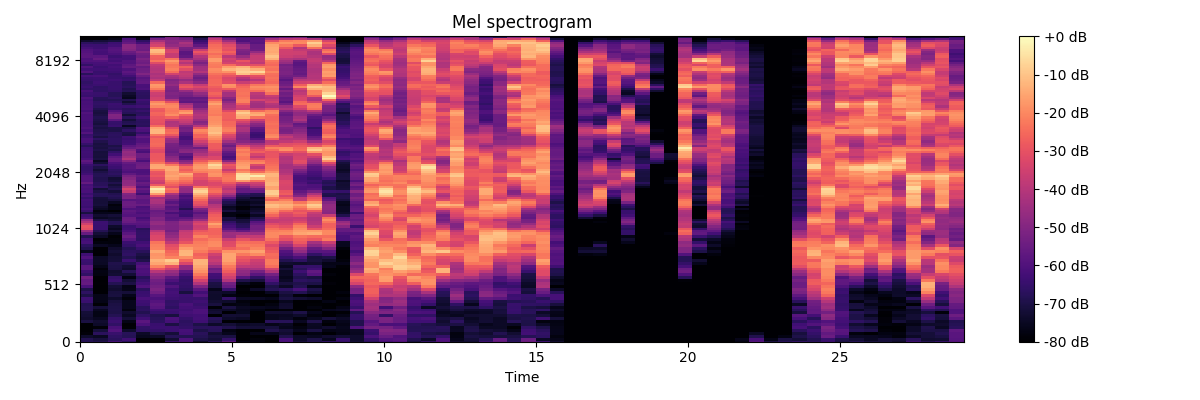 Mel spectrogram
8192
4096
2048
1024
512
0
Hz
0 5 10 15 20 25
Time
+0 dB
-10 dB
-20 dB
-30 dB
-40 dB
-50 dB
-60 dB
-70 dB
-80 dB